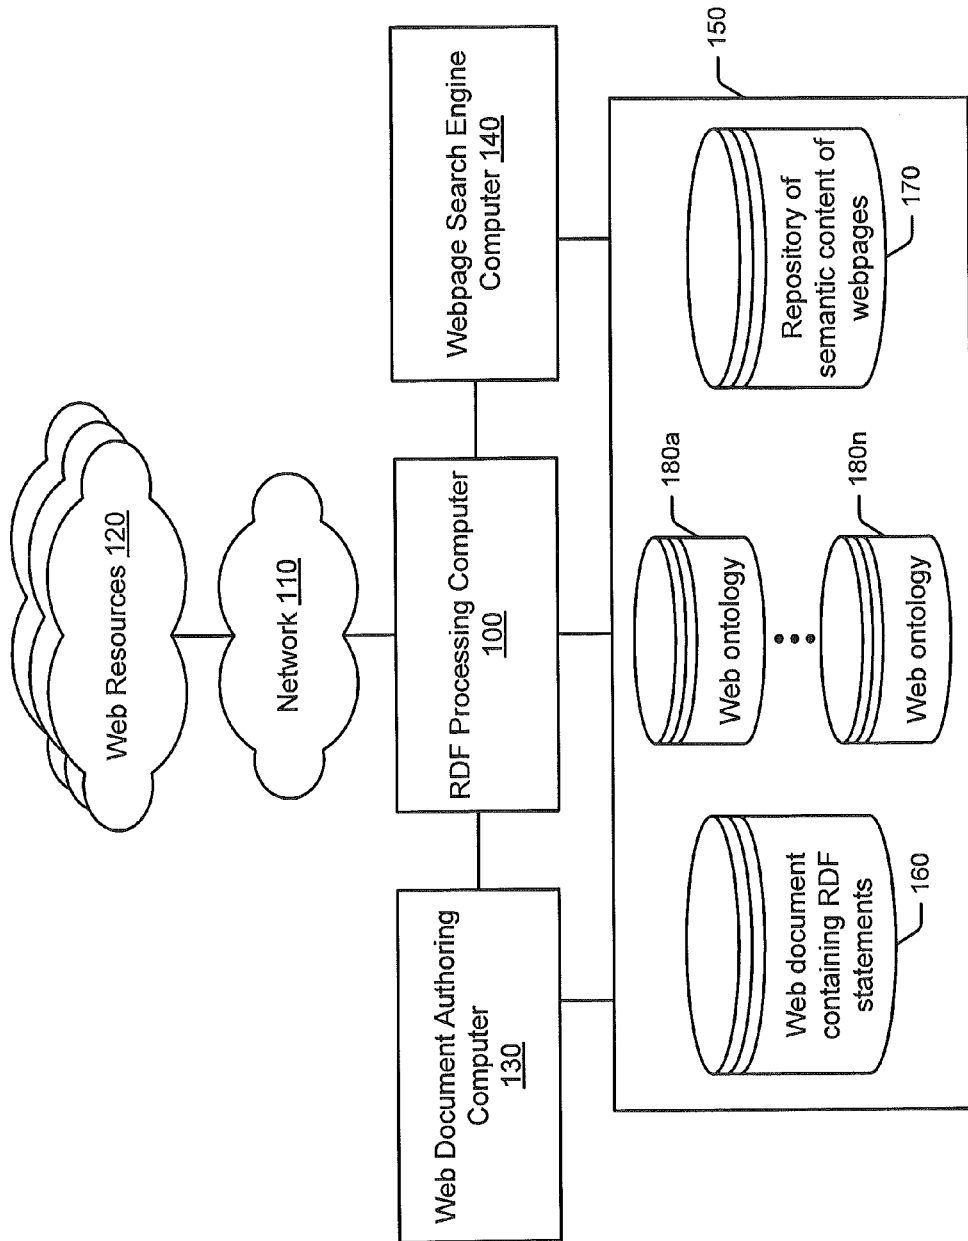 Web Resources 120
Network 110
Web Document Authoring
Computer
130
RDF Processing Computer
100
Webpage Search Engine
Computer 140
150
Web document
containing RDF
statements
160
Web ontology
180a
Web ontology
180n
Repository of
semantic content of
webpages
170